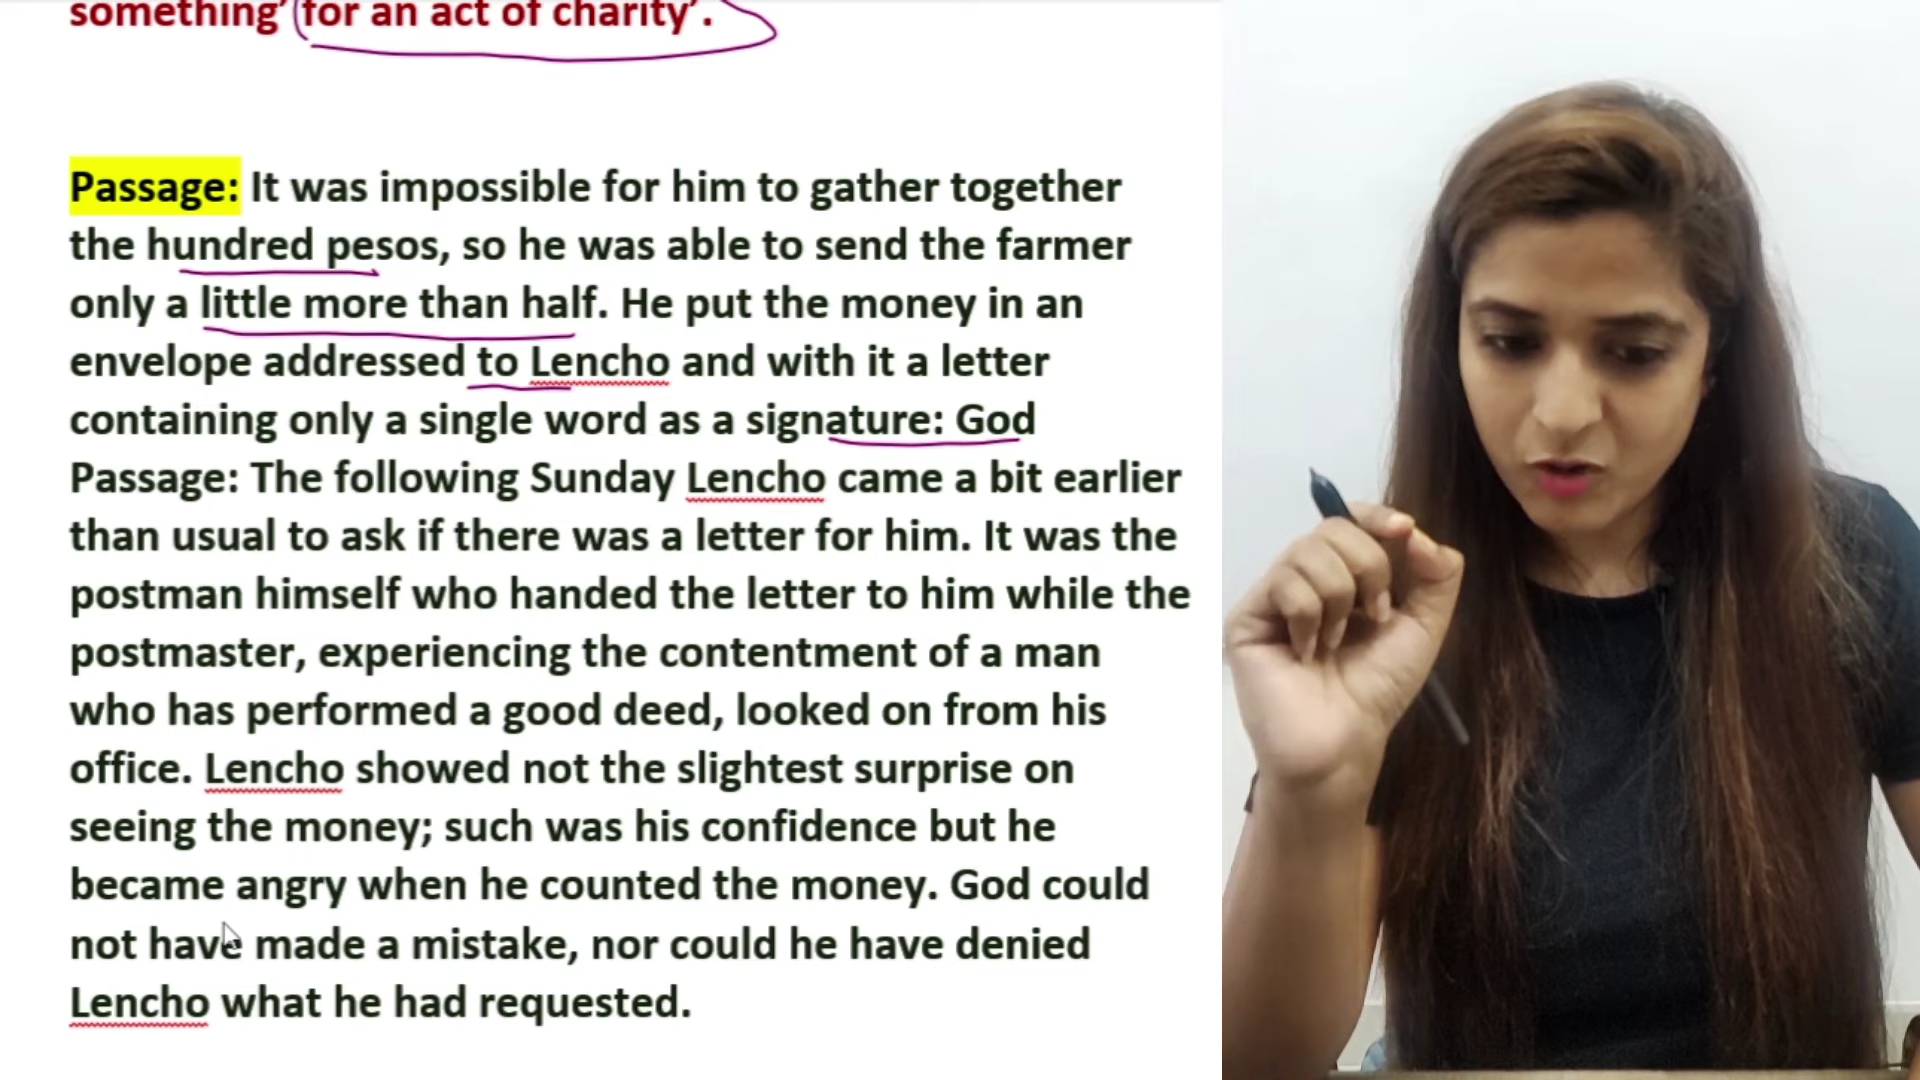 something’ for an act of charity’.
Passage: It was impossible for him to gather together
the hundred pesos, so he was able to send the farmer
only a little more than half. He put the money in an
envelope addressed to Lencho and with it a letter
containing only a single word as a signature: God
Passage: The following Sunday Lencho came a bit earlier
than usual to ask if there was a letter for him. It was the
postman himself who handed the letter to him while the
postmaster, experiencing the contentment of a man
who has performed a good deed, looked on from his
office. Lencho showed not the slightest surprise on
seeing the money; such was his confidence but he
became angry when he counted the money. God could
not have made a mistake, nor could he have denied
Lencho what he had requested.